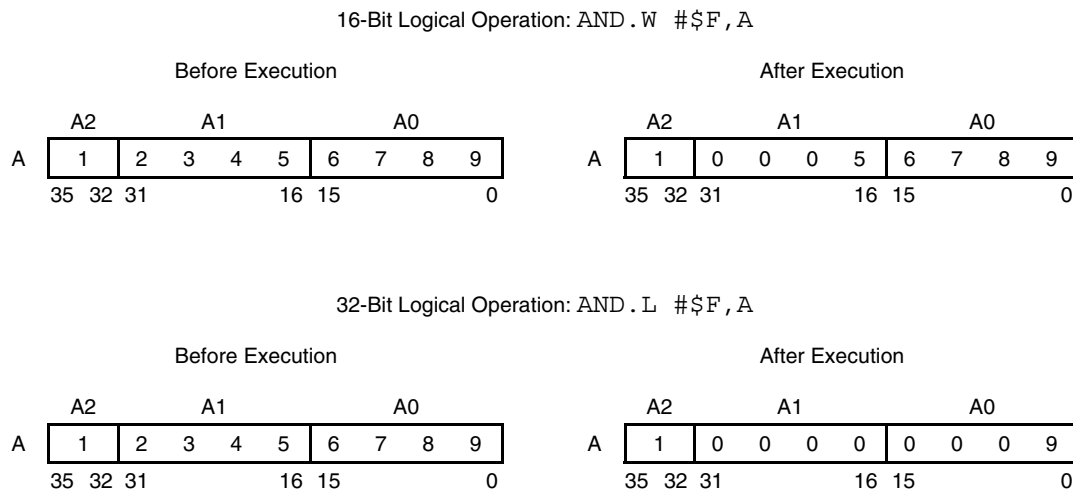 16-Bit Logical Operation: AND.W #$F,A
Before Execution After Execution
A2 A1 A0 A2 A1 A0
A 1 2 3 4 5 6 7 8 9 A 1 0 0 0 5 6 7 8 9
35 32 31 16 15 0 35 32 31 16 15 0
32-Bit Logical Operation: AND.L #$F,A
Before Execution After Execution
A2 A1 A0 A2 A1 A0
A 1 2 3 4 5 6 7 8 9 A 1 0 0 0 0 0 0 0 9
35 32 31 16 15 0 35 32 31 16 15 0